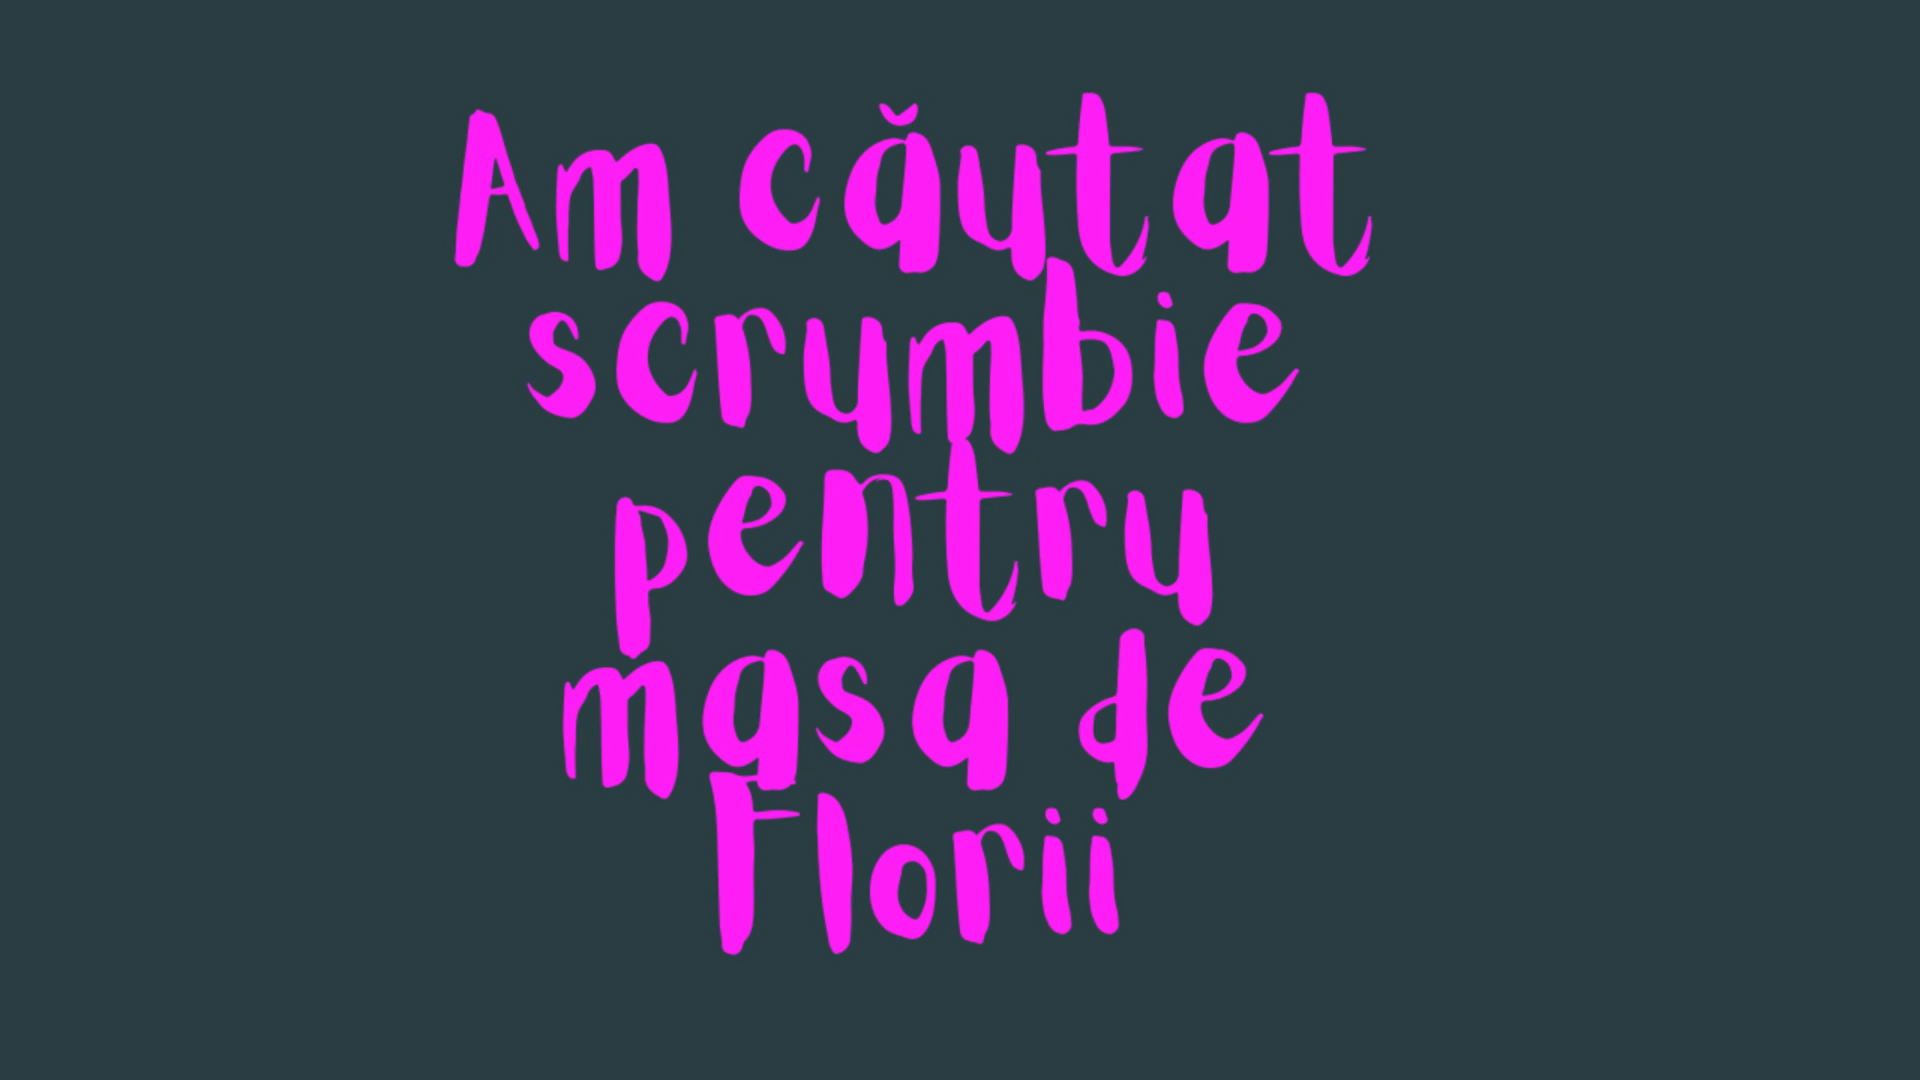 Am căutat
scrumbie
pentru
masa de
Florii